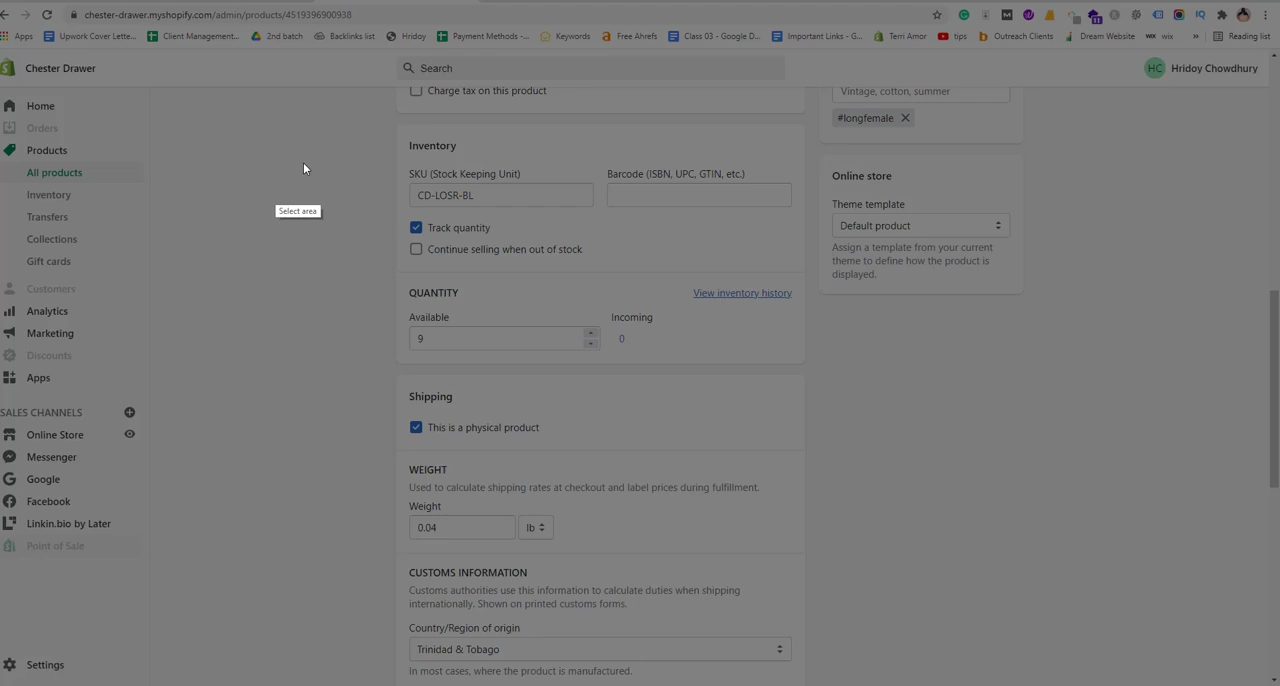 chester-drawer.myshopify.com/admin/products/4519396900938
Apps
Upwork Cover Lette...
Client Management...
2nd batch
Backlinks list
Hridoy
Payment Methods -...
Keywords
Free Ahrefs
Class 03 - Google D...
Important Links - G...
Terri Amor
tips
Outreach Clients
Dream Website
wix
WIX
»
Reading list
Chester Drawer
Search
HC
Hridoy Chowdhury
Home
Orders
Products
All products
Inventory
Transfers
Collections
Gift cards
Customers
Analytics
Marketing
Discounts
Apps
SALES CHANNELS
Online Store
Messenger
Google
Facebook
Linkin.bio by Later
Point of Sale
Settings
Select area
Charge tax on this product
Inventory
SKU (Stock Keeping Unit)
Barcode (ISBN, UPC, GTIN, etc.)
CD-LOSR-BL
Track quantity
Continue selling when out of stock
QUANTITY
View inventory history
Available
Incoming
9
0
Shipping
This is a physical product
WEIGHT
Used to calculate shipping rates at checkout and label prices during fulfillment.
Weight
0.04
lb
CUSTOMS INFORMATION
Customs authorities use this information to calculate duties when shipping
internationally. Shown on printed customs forms.
Country/Region of origin
Trinidad & Tobago
In most cases, where the product is manufactured.
Vintage, cotton, summer
#longfemale
Online store
Theme template
Default product
Assign a template from your current
theme to define how the product is
displayed.